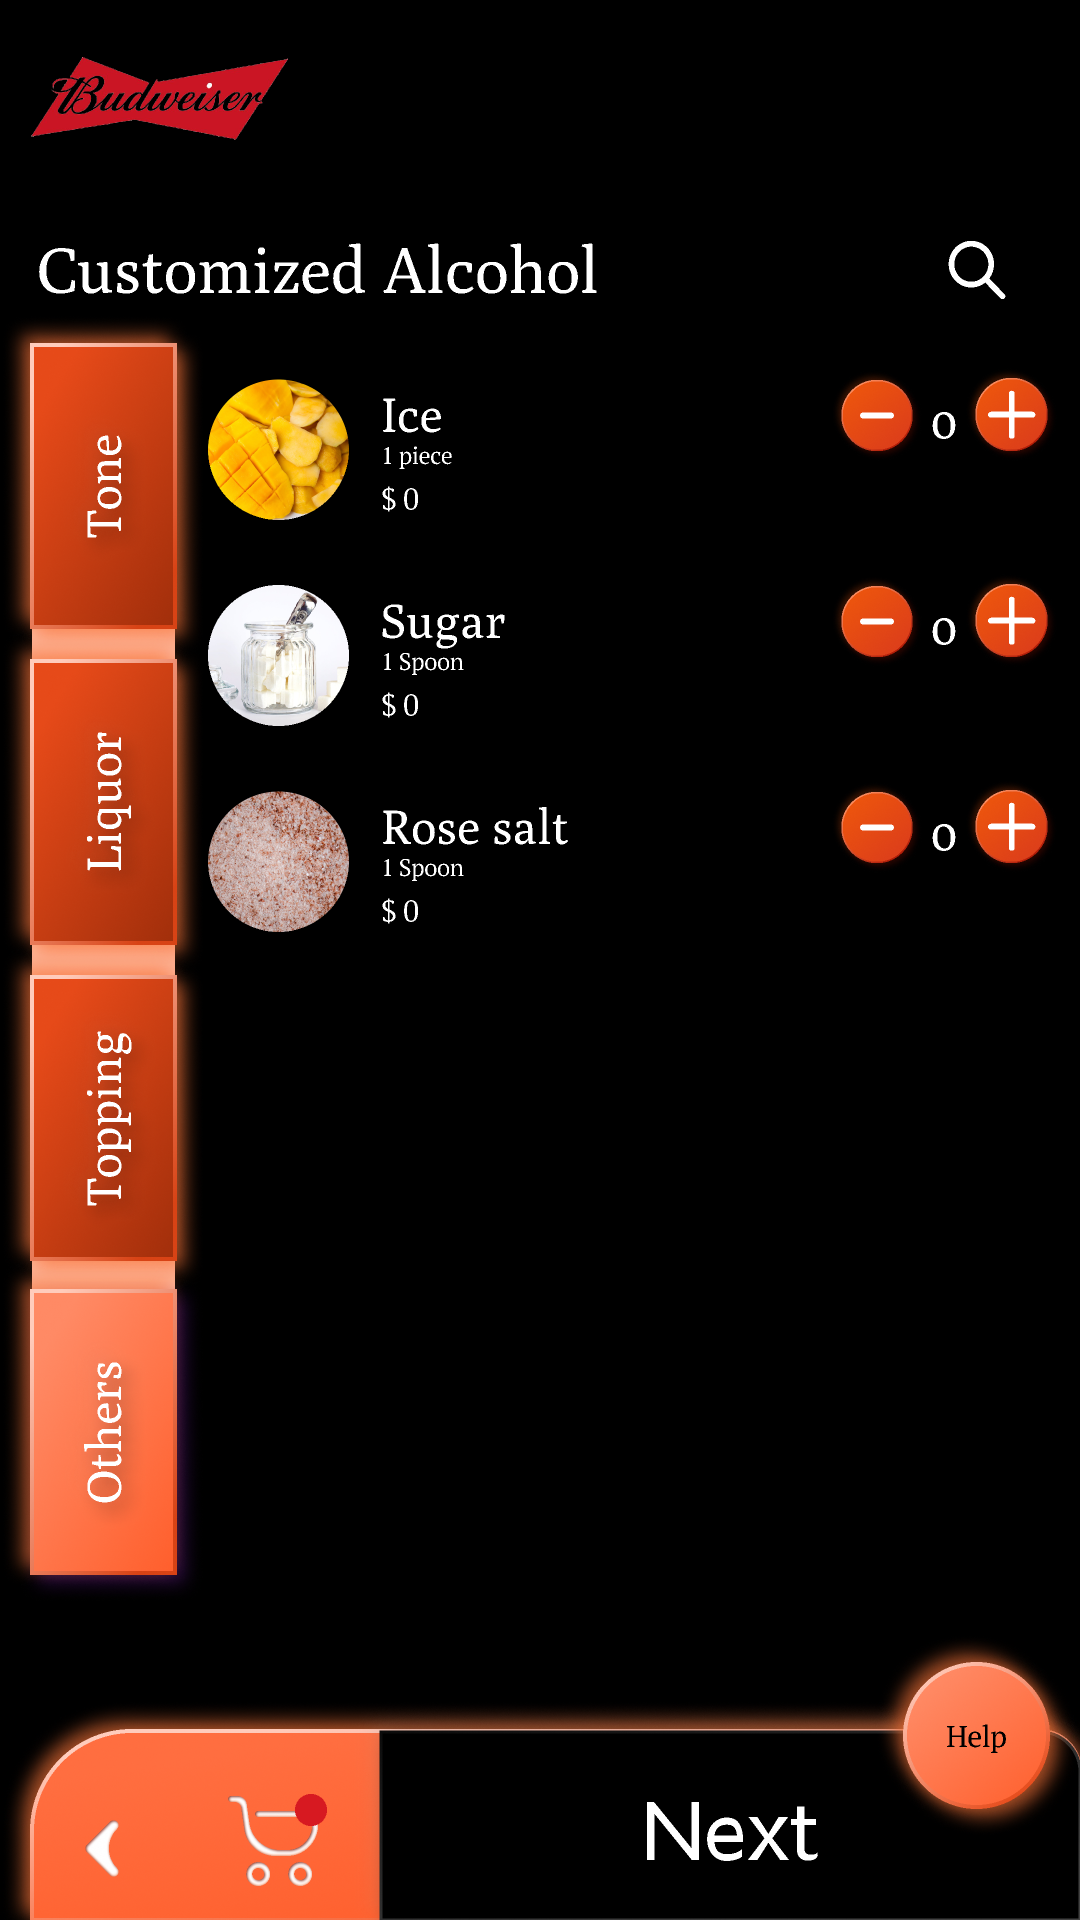 Budweiser
Customized Alcohol
Tone
Liquor
Topping
Others
Ice
1 piece
$ 0
0
Sugar
1 Spoon
$ 0
0
Rose salt
1 Spoon
$ 0
0
Help
Next